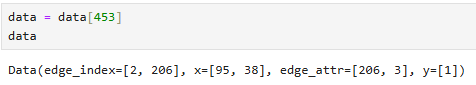 data = data[453]
data
Data(edge_index=[2, 206], x=[95, 38], edge_attr=[206, 3], y=[1])